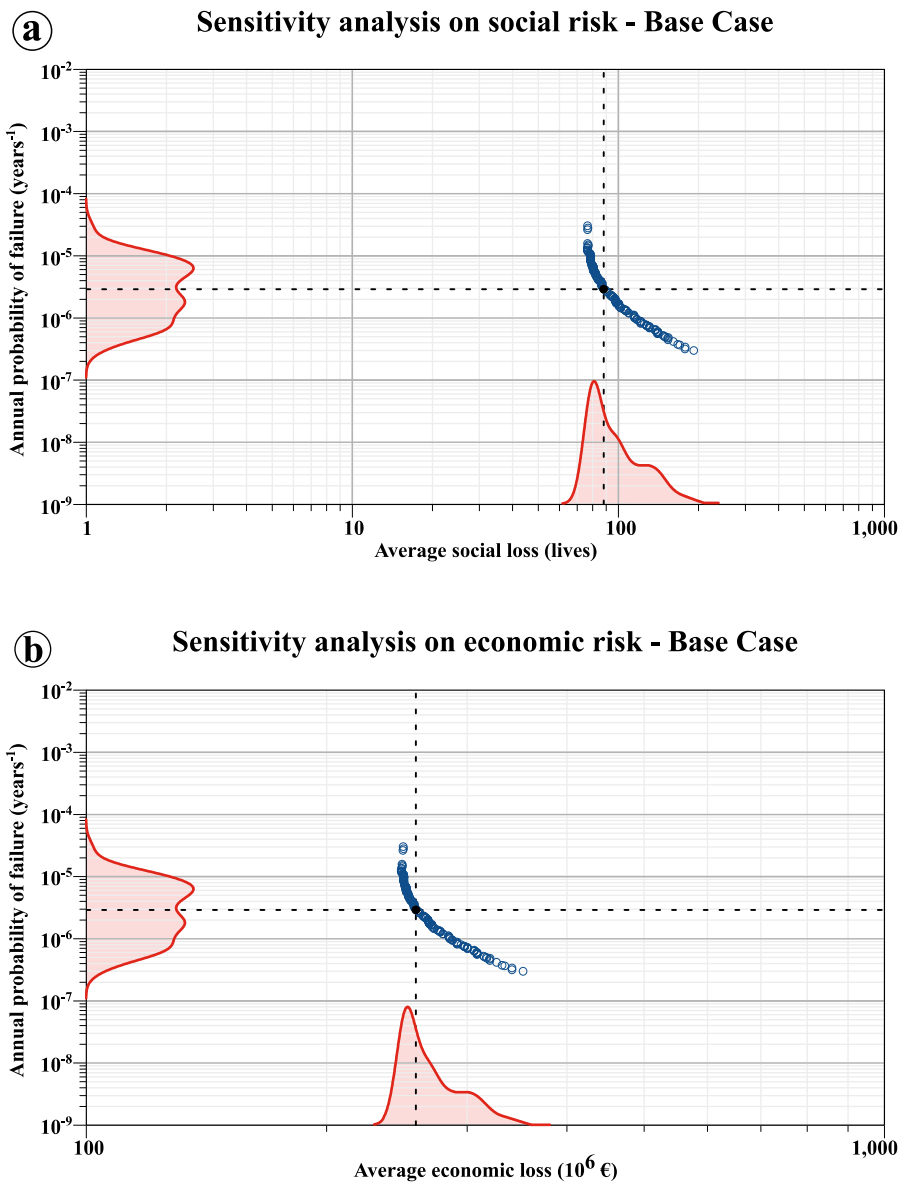 a
Sensitivity analysis on social risk - Base Case
Annual probability of failure (years-1)
10-2
10-3
10-4
10-5
10-6
10-7
10-8
10-9
1
10
100
1,000
Average social loss (lives)
b
Sensitivity analysis on economic risk - Base Case
Annual probability of failure (years-1)
10-2
10-3
10-4
10-5
10-6
10-7
10-8
10-9
100
1,000
Average economic loss (106 €)